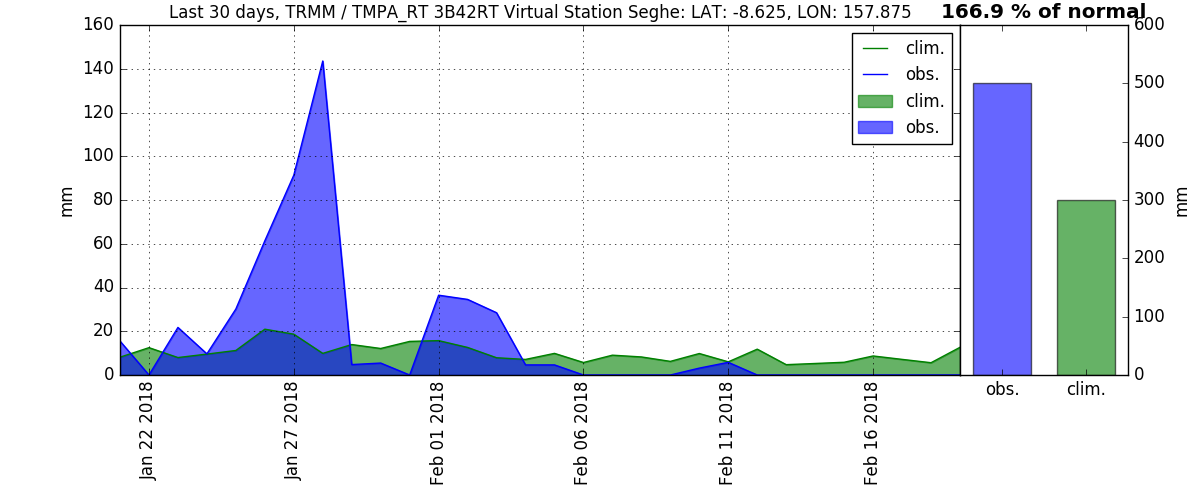 Last 30 days, TRMM / TMPA_RT 3B42RT Virtual Station Seghe: LAT: -8.625, LON: 157.875
166.9 % of normal
160
140
120
100
80
60
40
20
0
mm
clim.
obs.
clim.
obs.
600
500
400
300
200
100
0
mm
Jan 22 2018
Jan 27 2018
Feb 01 2018
Feb 06 2018
Feb 11 2018
Feb 16 2018
obs.
clim.